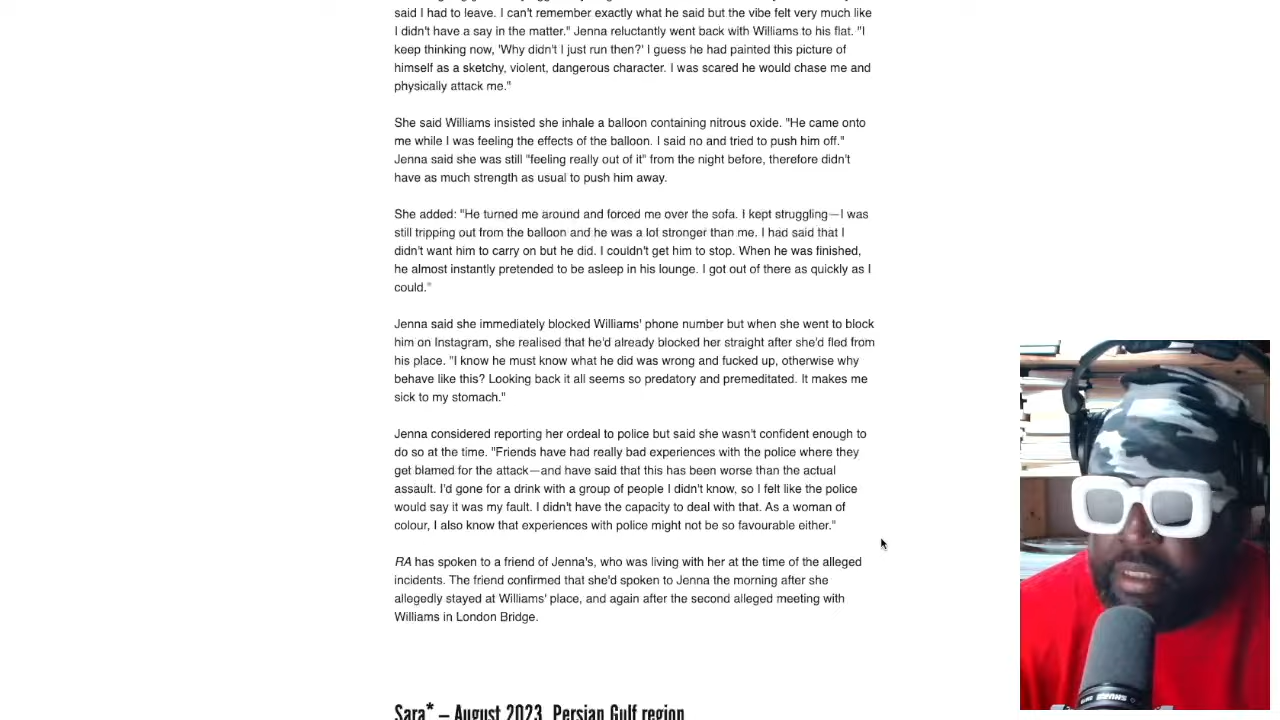 said I had to leave. I can't remember exactly what he said but the vibe felt very much like
I didn't have a say in the matter." Jenna reluctantly went back with Williams to his flat. "I
keep thinking now, 'Why didn't I just run then?' I guess he had painted this picture of
himself as a sketchy, violent, dangerous character. I was scared he would chase me and
physically attack me."
She said Williams insisted she inhale a balloon containing nitrous oxide. "He came onto
me while I was feeling the effects of the balloon. I said no and tried to push him off."
Jenna said she was still "feeling really out of it" from the night before, therefore didn't
have as much strength as usual to push him away.
She added: "He turned me around and forced me over the sofa. I kept struggling—I was
still tripping out from the balloon and he was a lot stronger than me. I had said that I
didn't want him to carry on but he did. I couldn't get him to stop. When he was finished,
he almost instantly pretended to be asleep in his lounge. I got out of there as quickly as I
could."
Jenna said she immediately blocked Williams' phone number but when she went to block
him on Instagram, she realised that he'd already blocked her straight after she'd fled from
his place. "I know he must know what he did was wrong and fucked up, otherwise why
behave like this? Looking back it all seems so predatory and premeditated. It makes me
sick to my stomach."
Jenna considered reporting her ordeal to police but said she wasn't confident enough to
do so at the time. "Friends have had really bad experiences with the police where they
get blamed for the attack—and have said that this has been worse than the actual
assault. I'd gone for a drink with a group of people I didn't know, so I felt like the police
would say it was my fault. I didn't have the capacity to deal with that. As a woman of
colour, I also know that experiences with police might not be so favourable either."
RA has spoken to a friend of Jenna's, who was living with her at the time of the alleged
incidents. The friend confirmed that she'd spoken to Jenna the morning after she
allegedly stayed at Williams' place, and again after the second alleged meeting with
Williams in London Bridge.
Sara* – August 2023, Persian Gulf region